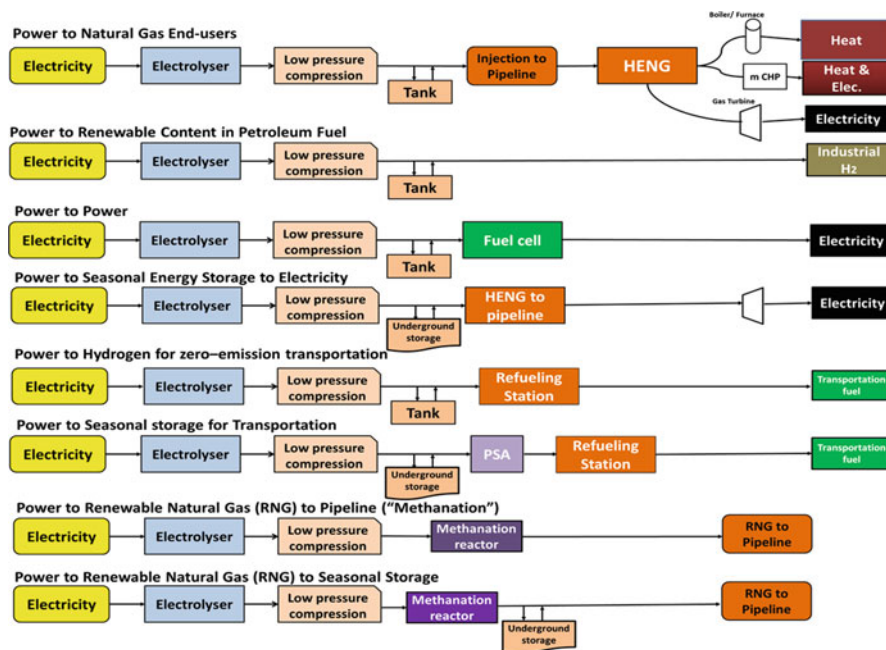 Power to Natural Gas End-users
Electricity
Electrolyser
Low pressure
compression
Tank
Injection to
Pipeline
HENG
Boiler/ Furnace
Heat
m CHP
Heat &
Elec.
Gas Turbine
Electricity
Power to Renewable Content in Petroleum Fuel
Electricity
Electrolyser
Low pressure
compression
Tank
Industrial
H2
Power to Power
Electricity
Electrolyser
Low pressure
compression
Tank
Fuel cell
Electricity
Power to Seasonal Energy Storage to Electricity
Electricity
Electrolyser
Low pressure
compression
Underground
storage
HENG to
pipeline
Electricity
Power to Hydrogen for zero–emission transportation
Electricity
Electrolyser
Low pressure
compression
Tank
Refueling
Station
Transportation
fuel
Power to Seasonal storage for Transportation
Electricity
Electrolyser
Low pressure
compression
Underground
storage
PSA
Refueling
Station
Transportation
fuel
Power to Renewable Natural Gas (RNG) to Pipeline (“Methanation”)
Electricity
Electrolyser
Low pressure
compression
Methanation
reactor
RNG to
Pipeline
Power to Renewable Natural Gas (RNG) to Seasonal Storage
Electricity
Electrolyser
Low pressure
compression
Methanation
reactor
Underground
storage
RNG to
Pipeline